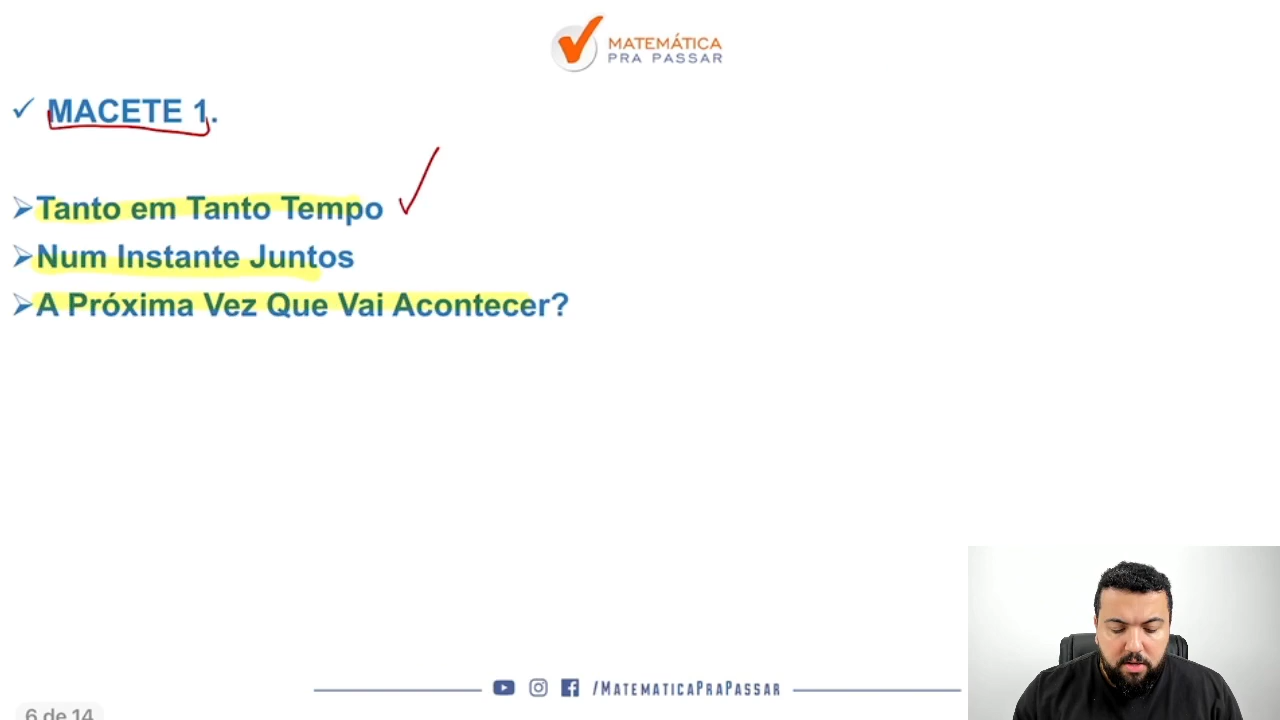 MATEMÁTICA
PRA PASSAR
MACETE 1.
Tanto em Tanto Tempo
Num Instante Juntos
A Próxima Vez Que Vai Acontecer?
/MATEMATICAPRAPASSAR
6 de 14